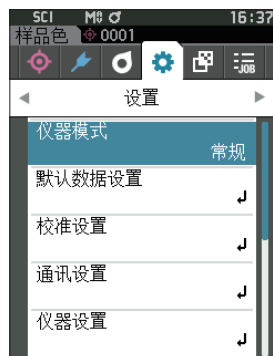 SCI M/I 16:37
样品色 0001
-JOB
设置
仪器模式
常规
默认数据设置
校准设置
通讯设置
仪器设置